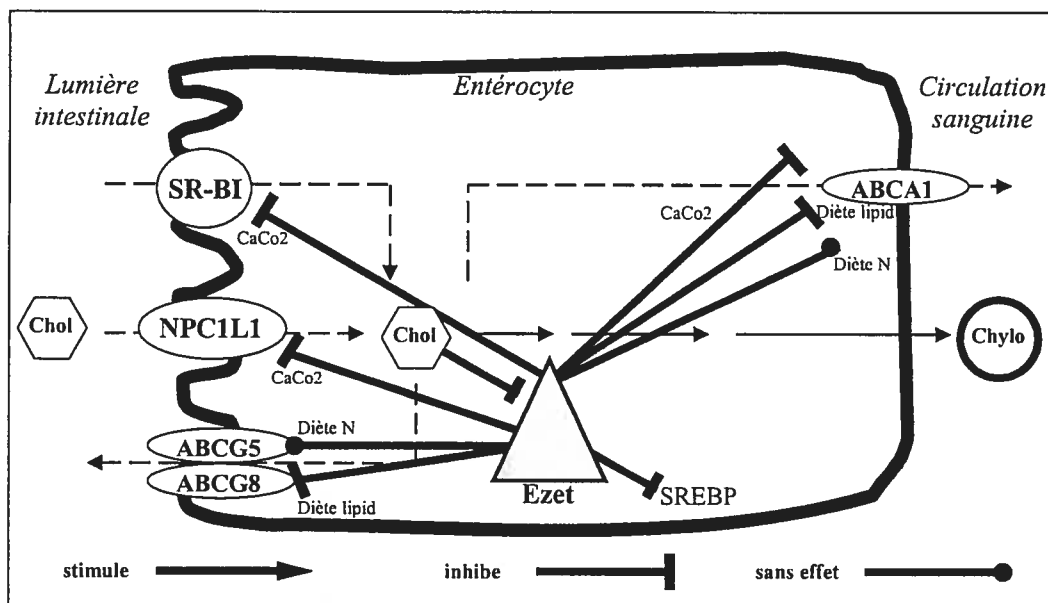 Lumière
intestinale
Entérocyte
Circulation
sanguine
SR-BI
ABCA1
CaCo2
Diète lipid
CaCo2
Diète N
Chol
NPC1L1
Chol
Chylo
CaCo2
Diète N
ABCG5
ABCG8
Ezet
SREBP
Diète lipid
stimule
inhibe
sans effet